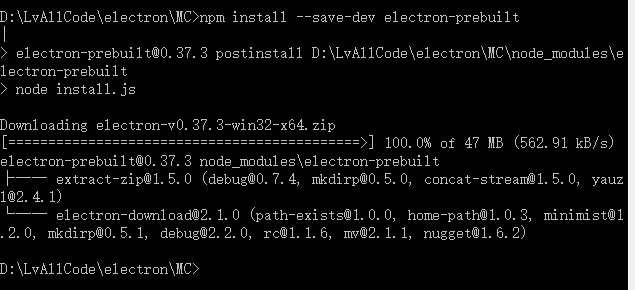 D:\LvAllCode\electron\MC>npm install --save-dev electron-prebuilt
|
> electron-prebuilt@0.37.3 postinstall D:\LvAllCode\electron\MC\node_modules\e
lectron-prebuilt
> node install.js
Downloading electron-v0.37.3-win32-x64.zip
[============================================>] 100.0% of 47 MB (562.91 kB/s)
electron-prebuilt@0.37.3 node_modules\electron-prebuilt
├── extract-zip@1.5.0 (debug@0.7.4, mkdirp@0.5.0, concat-stream@1.5.0, yauz
l@2.4.1)
└── electron-download@2.1.0 (path-exists@1.0.0, home-path@1.0.3, minimist@1
.2.0, mkdirp@0.5.1, debug@2.2.0, rc@1.1.6, mv@2.1.1, nugget@1.6.2)
D:\LvAllCode\electron\MC>